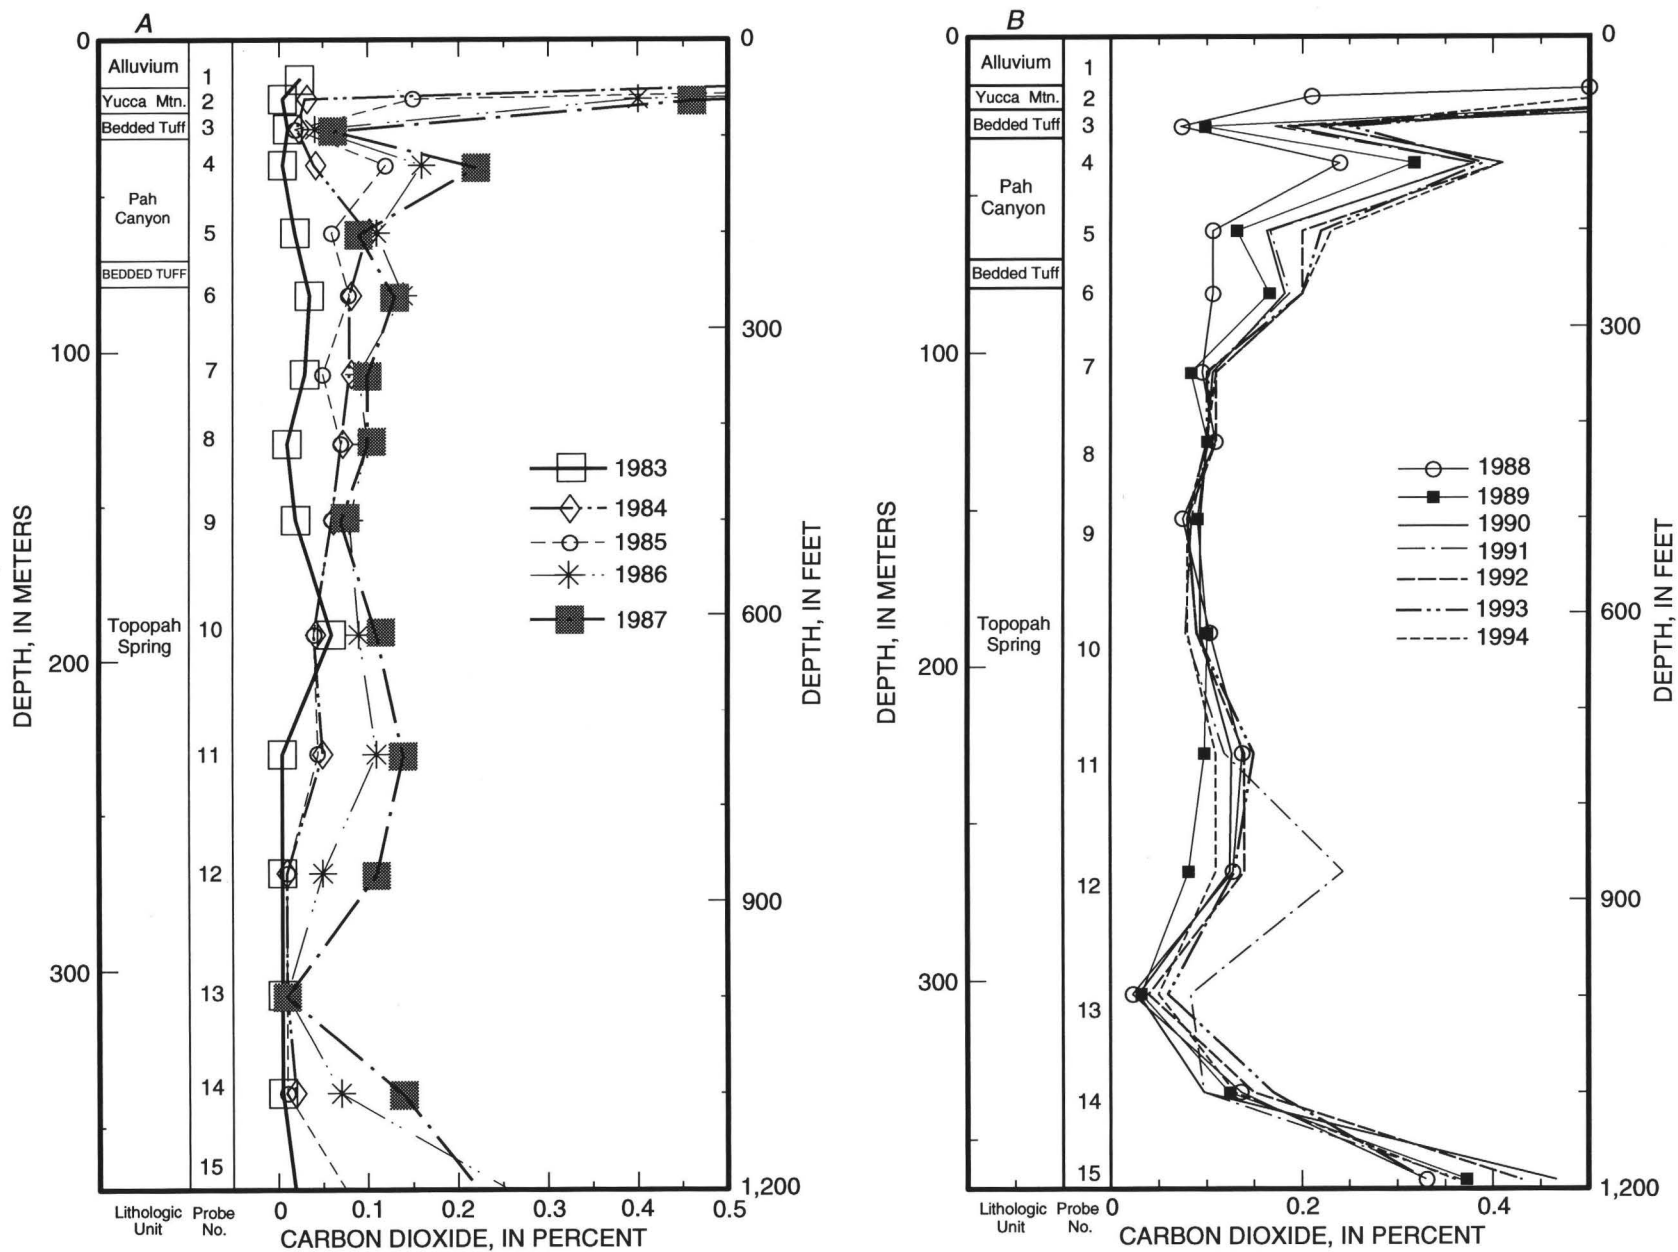 A
0
0
Alluvium
1
Yucca Mtn.
2
Bedded Tuff
3
4
Pah
Canyon
5
BEDDED TUFF
6
300
100
7
8
1983
1984
9
1985
1986
1987
600
Topopah
Spring
10
200
11
12
900
300
13
14
15
1,200
DEPTH, IN METERS
DEPTH, IN FEET
Lithologic
Unit
Probe
No.
0
0.1
0.2
0.3
0.4
0.5
CARBON DIOXIDE, IN PERCENT
B
0
0
Alluvium
1
Yucca Mtn.
2
Bedded Tuff
3
4
Pah
Canyon
5
Bedded Tuff
6
300
100
7
8
1988
1989
1990
9
1991
1992
1993
600
1994
Topopah
Spring
10
200
11
12
900
300
13
14
15
1,200
DEPTH, IN METERS
DEPTH, IN FEET
Lithologic
Unit
Probe
No.
0
0.2
0.4
CARBON DIOXIDE, IN PERCENT